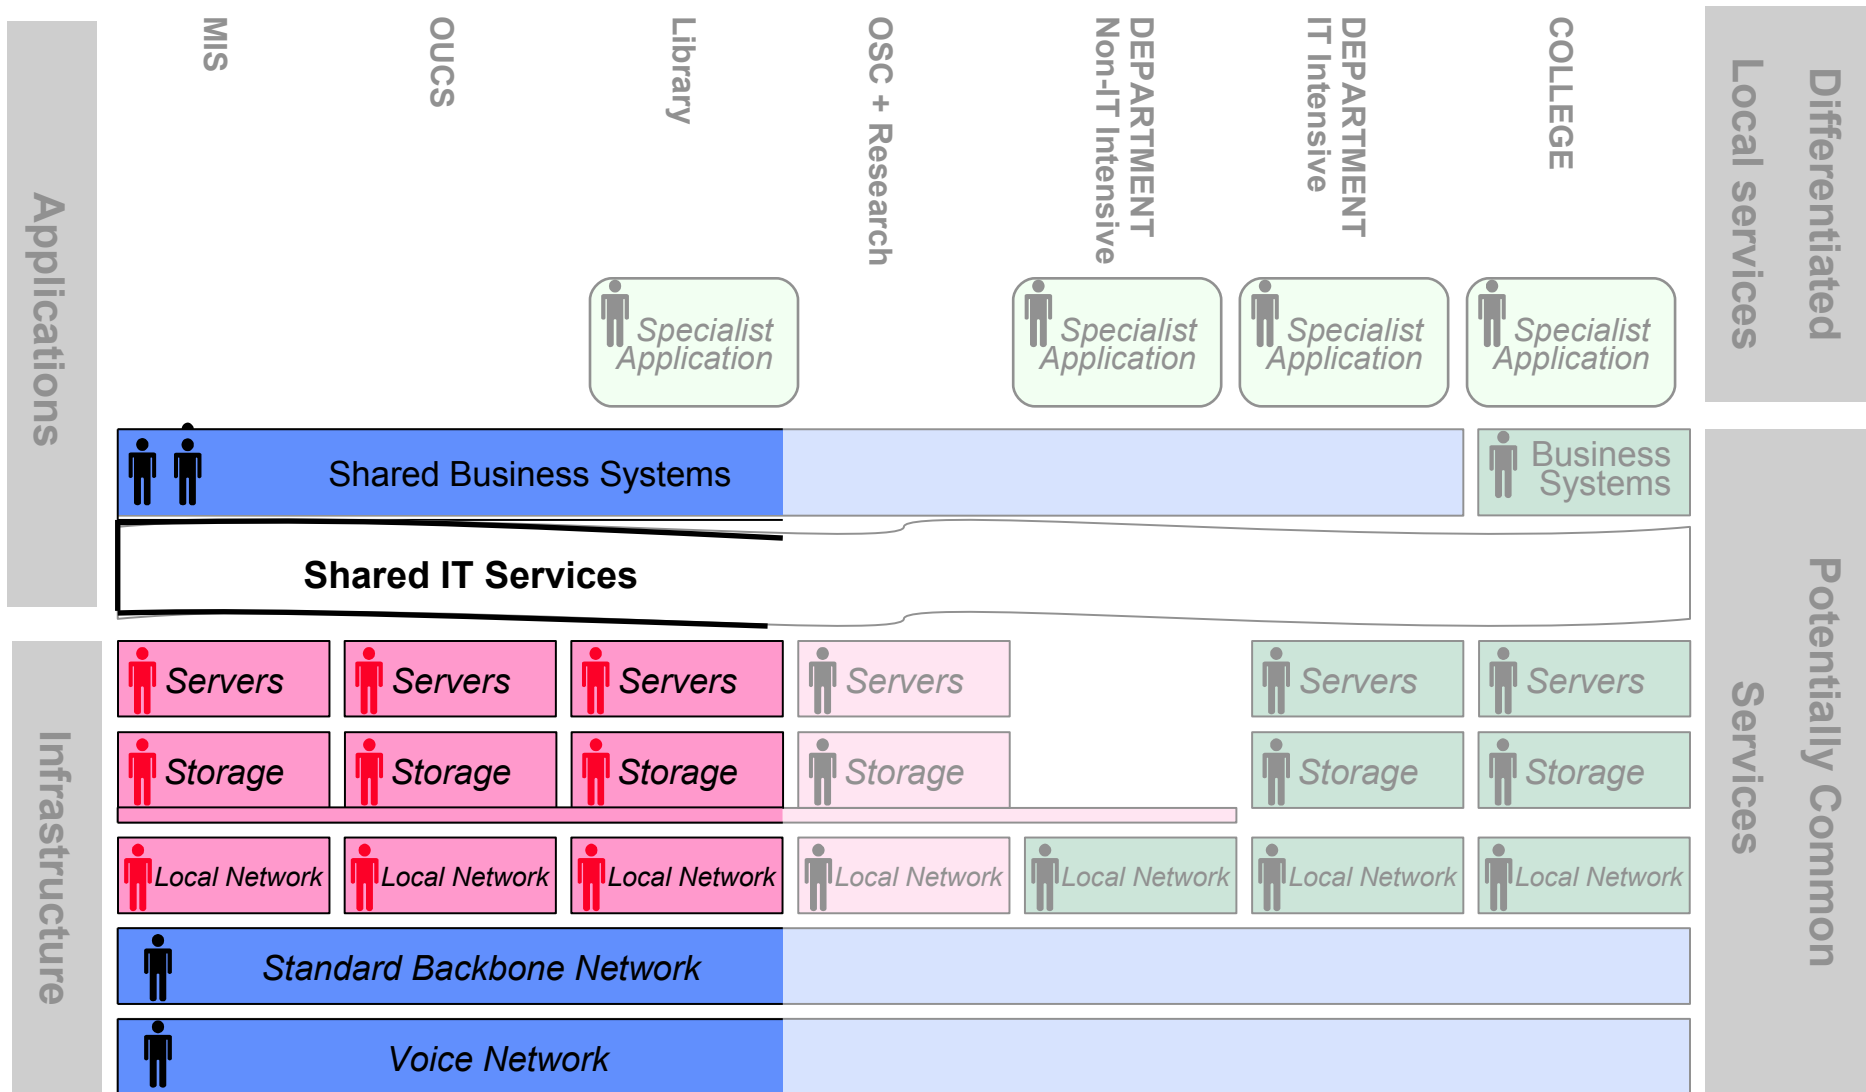 MIS
OUCS
Library
OSC + Research
DEPARTMENT
Non-IT Intensive
DEPARTMENT
IT Intensive
COLLEGE
Differentiated
Local services
Applications
Specialist
Application
Specialist
Application
Specialist
Application
Specialist
Application
Shared Business Systems
Business
Systems
Shared IT Services
Potentially Common
Services
Infrastructure
Servers
Servers
Servers
Servers
Servers
Servers
Storage
Storage
Storage
Storage
Storage
Storage
Local Network
Local Network
Local Network
Local Network
Local Network
Local Network
Local Network
Standard Backbone Network
Voice Network